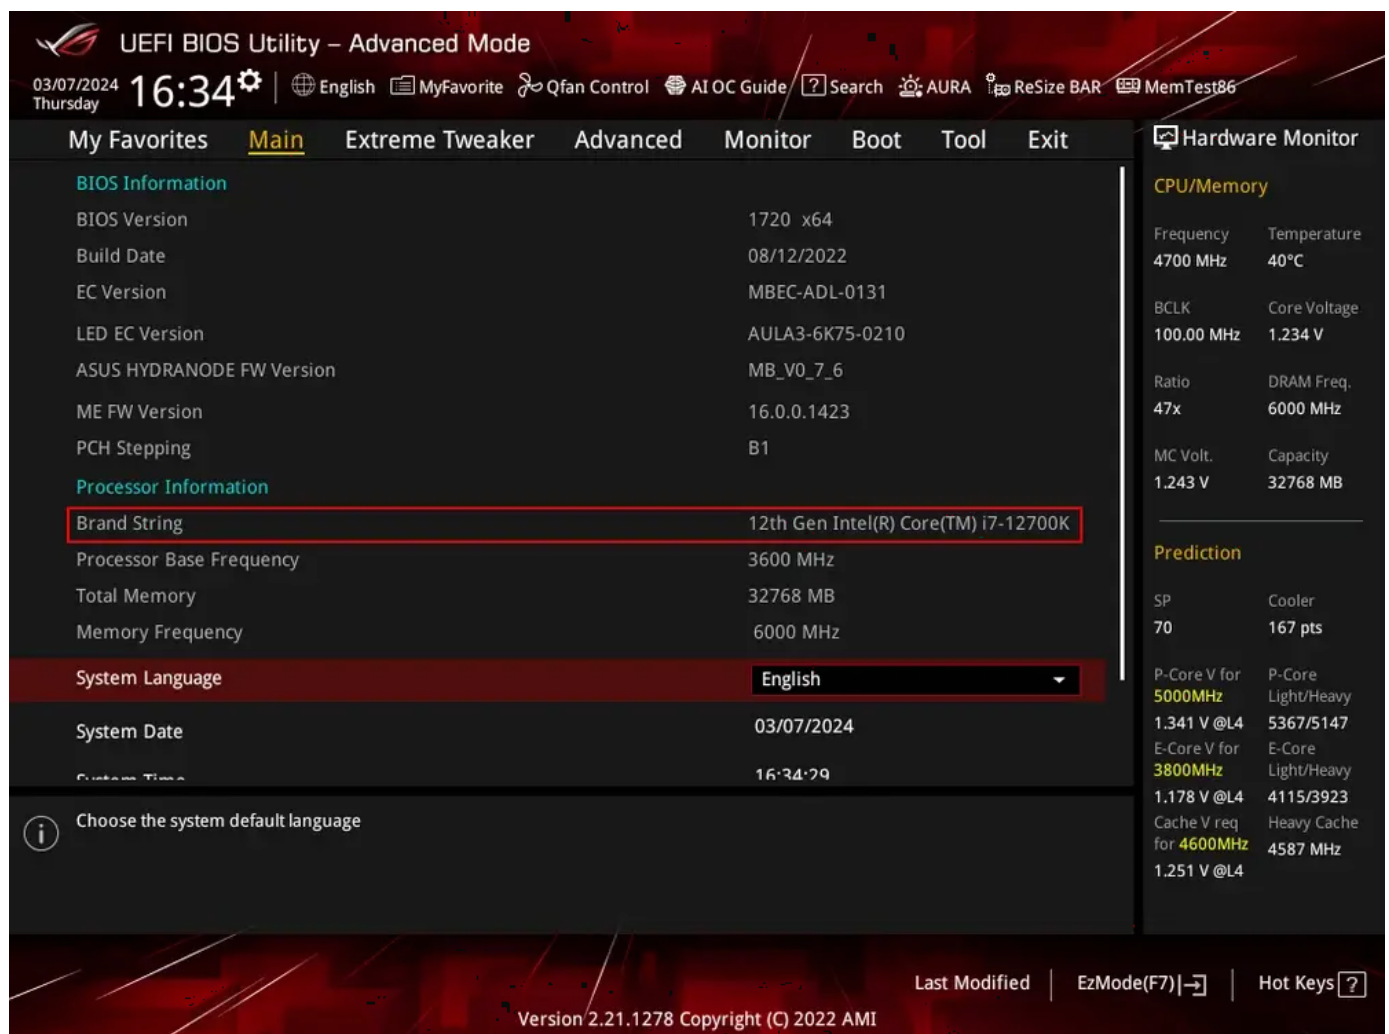 UEFI BIOS Utility – Advanced Mode
03/07/2024
Thursday
16:34
English
MyFavorite
Qfan Control
AI OC Guide
Search
AURA
ReSize BAR
MemTest86
My Favorites
Main
Extreme Tweaker
Advanced
Monitor
Boot
Tool
Exit
BIOS Information
BIOS Version 1720 x64
Build Date 08/12/2022
EC Version MBEC-ADL-0131
LED EC Version AULA3-6K75-0210
ASUS HYDRANODE FW Version MB_V0_7_6
ME FW Version 16.0.0.1423
PCH Stepping B1
Processor Information
Brand String 12th Gen Intel(R) Core(TM) i7-12700K
Processor Base Frequency 3600 MHz
Total Memory 32768 MB
Memory Frequency 6000 MHz
System Language English
System Date 03/07/2024
System Time 16:34:29
Choose the system default language
Hardware Monitor
CPU/Memory
Frequency Temperature
4700 MHz 40°C
BCLK Core Voltage
100.00 MHz 1.234 V
Ratio DRAM Freq.
47x 6000 MHz
MC Volt. Capacity
1.243 V 32768 MB
Prediction
SP Cooler
70 167 pts
P-Core V for P-Core
5000MHz Light/Heavy
1.341 V @L4 5367/5147
E-Core V for E-Core
3800MHz Light/Heavy
1.178 V @L4 4115/3923
Cache V req Heavy Cache
for 4600MHz 4587 MHz
1.251 V @L4
Last Modified
EzMode(F7)
Hot Keys ?
Version 2.21.1278 Copyright (C) 2022 AMI